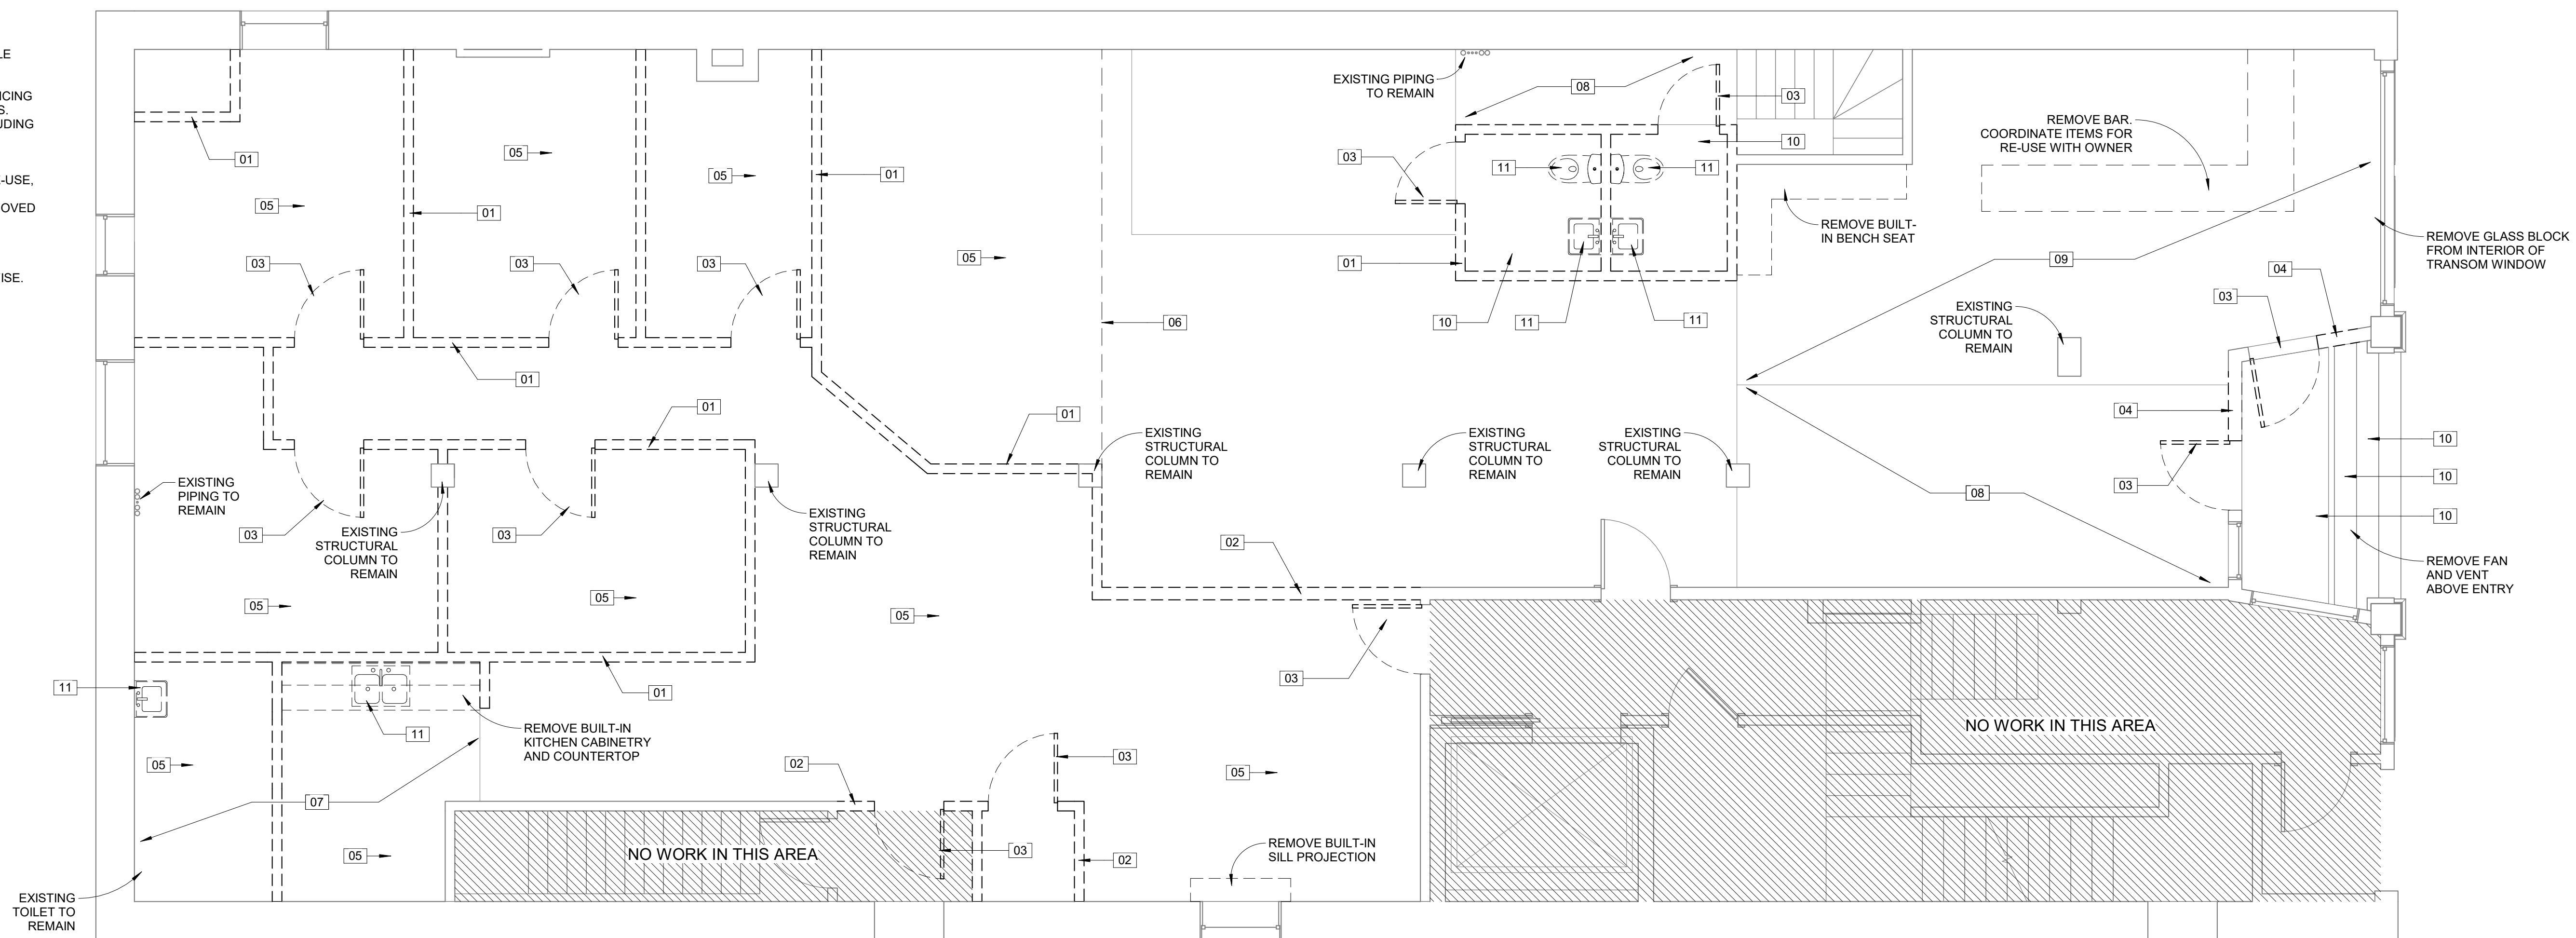 LE
NCING
S.
UDING
-USE,
OVED
ISE.
EXISTING PIPING
TO REMAIN
08
03
REMOVE BAR.
COORDINATE ITEMS FOR
RE-USE WITH OWNER
01
05
03
11
11
10
05
01
05
01
REMOVE BUILT-
IN BENCH SEAT
REMOVE GLASS BLOCK
FROM INTERIOR OF
TRANSOM WINDOW
03
03
03
05
01
09
04
03
10
11
11
06
EXISTING
STRUCTURAL
COLUMN TO
REMAIN
01
01
01
04
EXISTING
STRUCTURAL
COLUMN TO
REMAIN
EXISTING
STRUCTURAL
COLUMN TO
REMAIN
EXISTING
STRUCTURAL
COLUMN TO
REMAIN
10
10
10
EXISTING
PIPING TO
REMAIN
03
08
03
EXISTING
STRUCTURAL
COLUMN TO
REMAIN
03
EXISTING
STRUCTURAL
COLUMN TO
REMAIN
02
REMOVE FAN
AND VENT
ABOVE ENTRY
05
05
05
03
11
01
11
REMOVE BUILT-IN
KITCHEN CABINETRY
AND COUNTERTOP
NO WORK IN THIS AREA
05
02
03
05
07
05
NO WORK IN THIS AREA
03
02
REMOVE BUILT-IN
SILL PROJECTION
EXISTING
TOILET TO
REMAIN